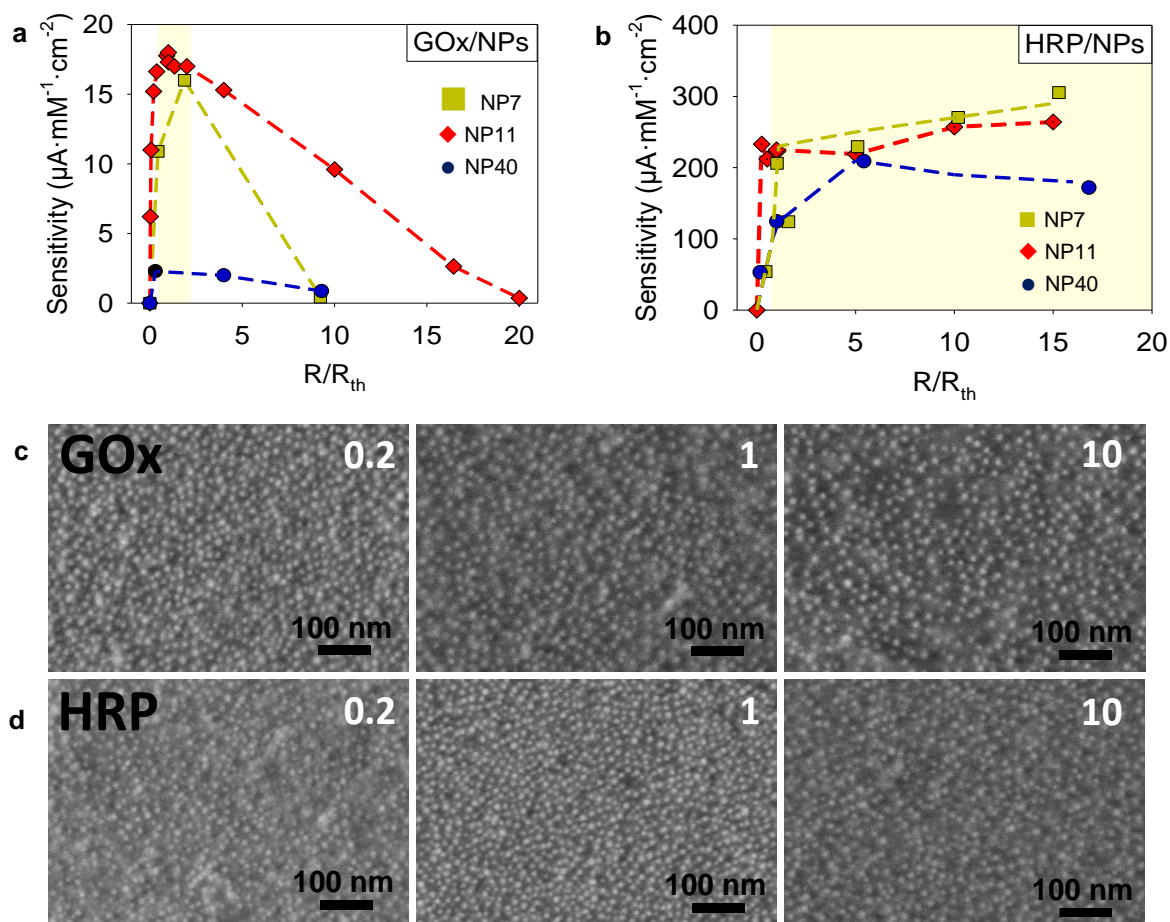 a
GOx/NPs
Sensitivity (µA·mM⁻¹·cm⁻²)
20
15
10
5
0
NP7
NP11
NP40
0 5 10 15 20
R/Rth
b
HRP/NPs
Sensitivity (µA·mM⁻¹·cm⁻²)
400
300
200
100
0
NP7
NP11
NP40
0 5 10 15 20
R/Rth
c
GOx 0.2
100 nm
1
100 nm
10
100 nm
d
HRP 0.2
100 nm
1
100 nm
10
100 nm